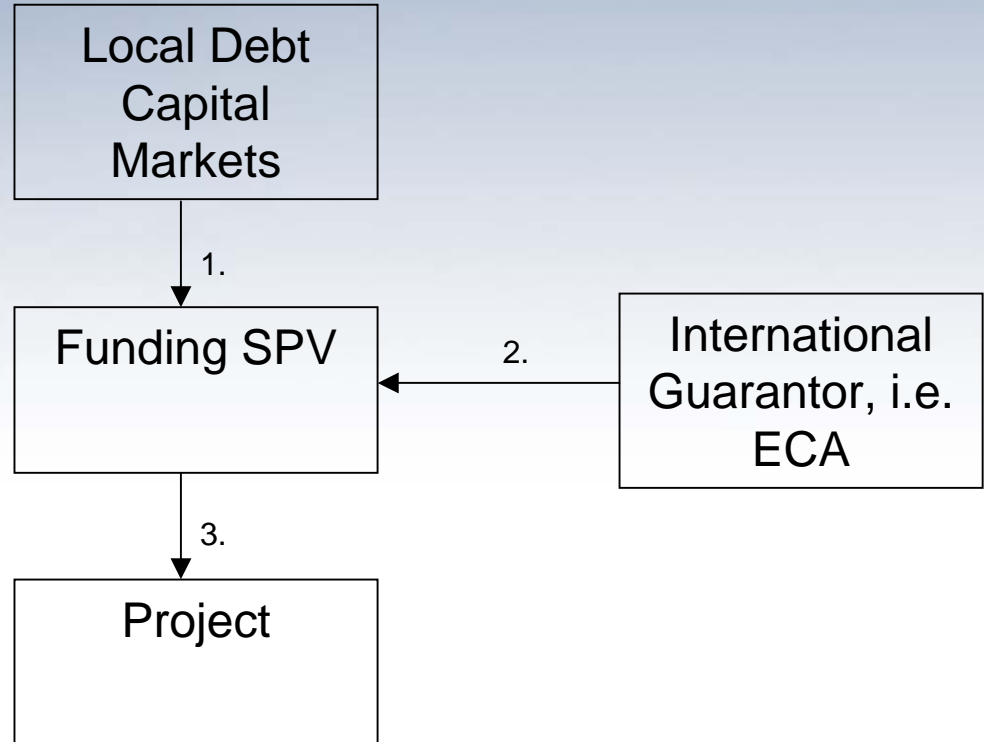 Local Debt
Capital
Markets
1.
Funding SPV
2.
International
Guarantor, i.e.
ECA
3.
Project